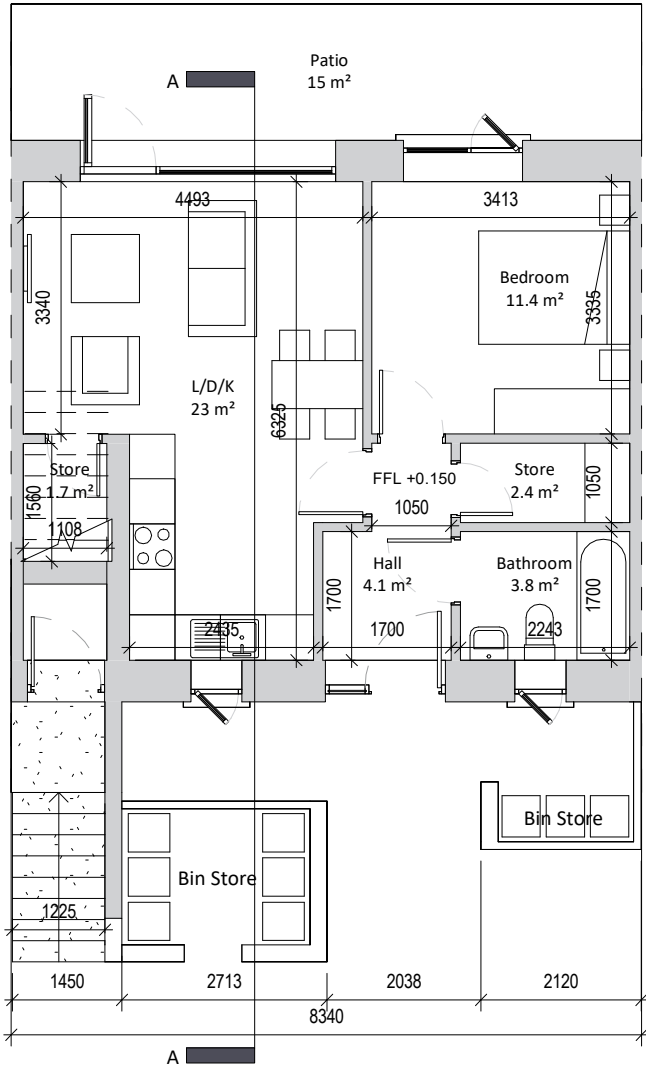 Patio
15 m²
A
4493
3413
Bedroom
11.4 m²
3340
3335
L/D/K
23 m²
6325
Store
1.7 m²
FFL +0.150
Store
2.4 m²
1050
1560
1050
1108
Hall
4.1 m²
Bathroom
3.8 m²
1700
1700
2435
1700
2243
Bin Store
Bin Store
1225
1450
2713
2038
2120
8340
A